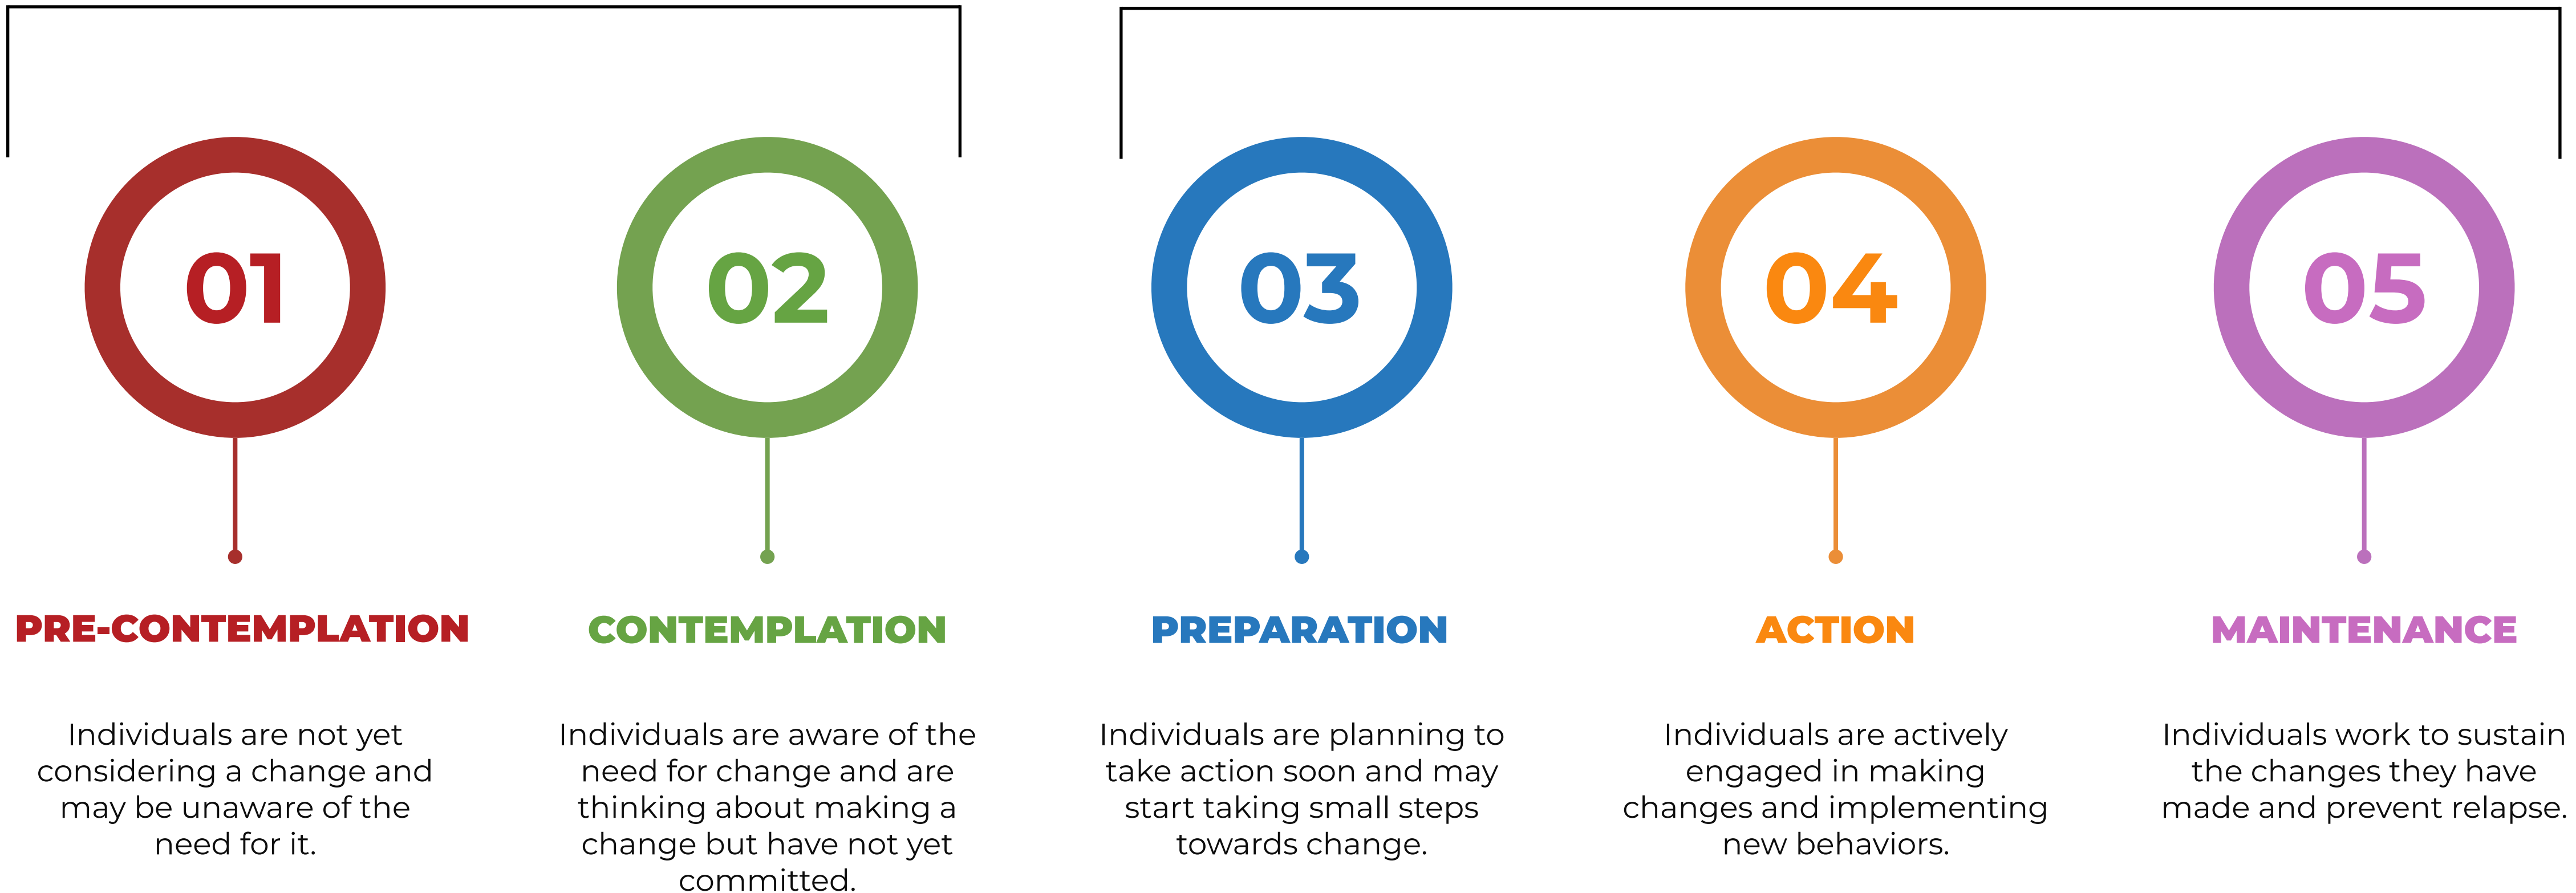 01
02
03
04
05
PRE-CONTEMPLATION
Individuals are not yet
considering a change and
may be unaware of the
need for it.
CONTEMPLATION
Individuals are aware of the
need for change and are
thinking about making a
change but have not yet
committed.
PREPARATION
Individuals are planning to
take action soon and may
start taking small steps
towards change.
ACTION
Individuals are actively
engaged in making
changes and implementing
new behaviors.
MAINTENANCE
Individuals work to sustain
the changes they have
made and prevent relapse.